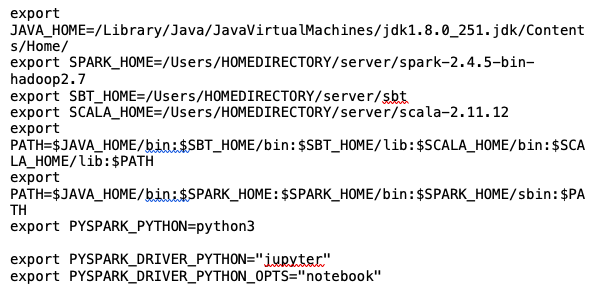 export
JAVA_HOME=/Library/Java/JavaVirtualMachines/jdk1.8.0_251.jdk/Content
s/Home/
export SPARK_HOME=/Users/HOMEDIRECTORY/server/spark-2.4.5-bin-
hadoop2.7
export SBT_HOME=/Users/HOMEDIRECTORY/server/sbt
export SCALA_HOME=/Users/HOMEDIRECTORY/server/scala-2.11.12
export
PATH=$JAVA_HOME/bin:$SBT_HOME/bin:$SBT_HOME/lib:$SCALA_HOME/bin:$SCA
LA_HOME/lib:$PATH
export
PATH=$JAVA_HOME/bin:$SPARK_HOME:$SPARK_HOME/bin:$SPARK_HOME/sbin:$PA
TH
export PYSPARK_PYTHON=python3

export PYSPARK_DRIVER_PYTHON="jupyter"
export PYSPARK_DRIVER_PYTHON_OPTS="notebook"